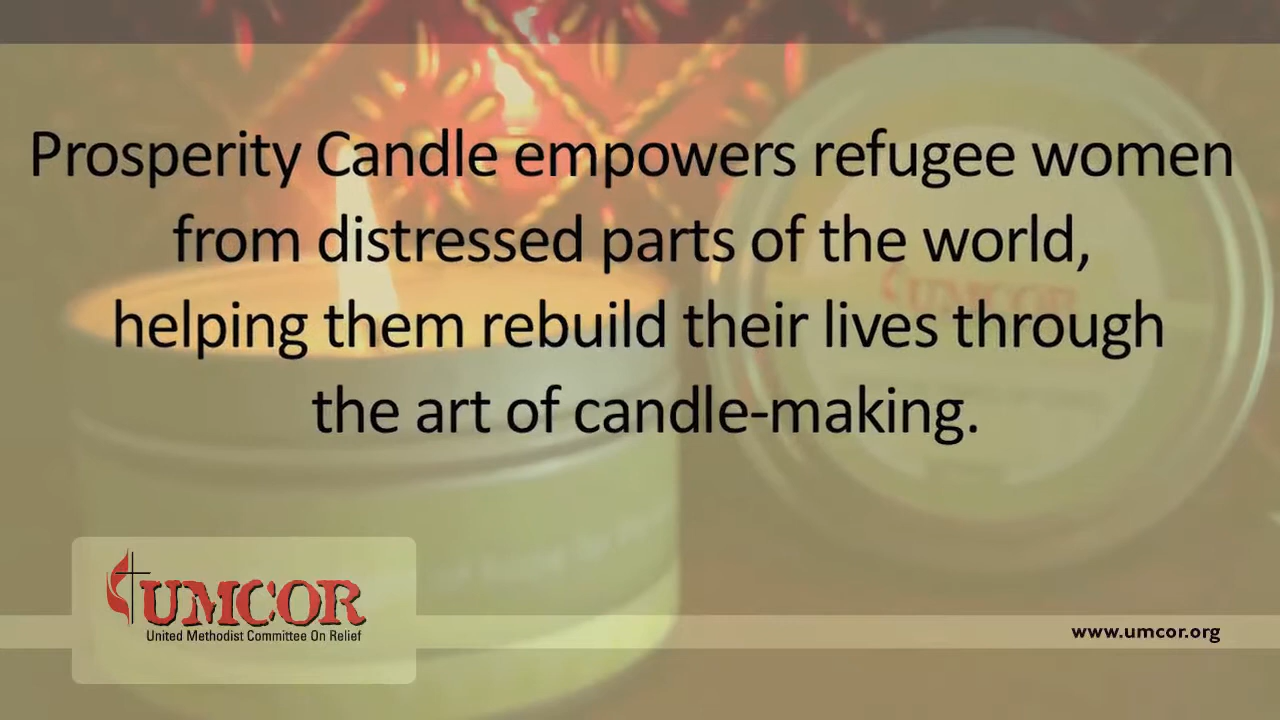 Prosperity Candle empowers refugee women
from distressed parts of the world,
helping them rebuild their lives through
the art of candle-making.
UMCOR
UMCOR
United Methodist Committee On Relief
www.umcor.org